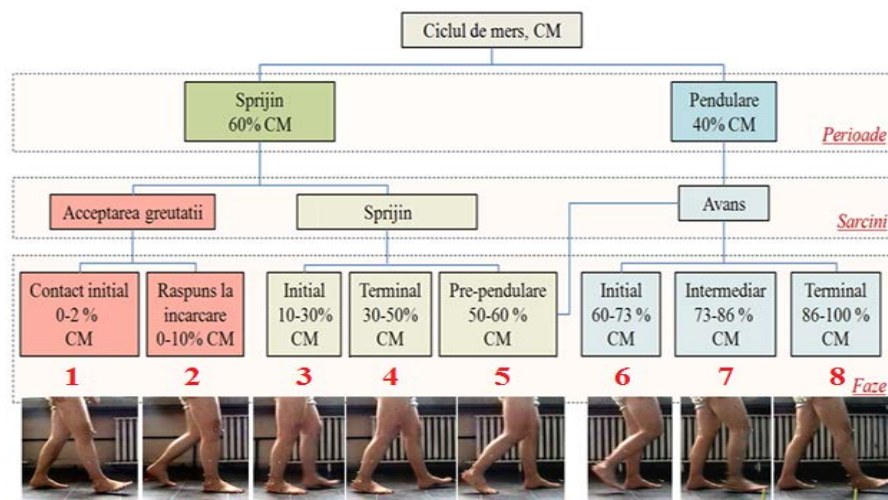 Ciclul de mers, CM
Sprijin
60% CM
Pendulare
40% CM
Perioade
Acceptarea greutatii
Sprijin
Avans
Sarcini
Contact initial
0-2 %
CM
Raspuns la
incarcare
0-10% CM
Initial
10-30%
CM
Terminal
30-50%
CM
Pre-pendulare
50-60 %
CM
Initial
60-73 %
CM
Intermediar
73-86 %
CM
Terminal
86-100 %
CM
1
2
3
4
5
6
7
8
Faze